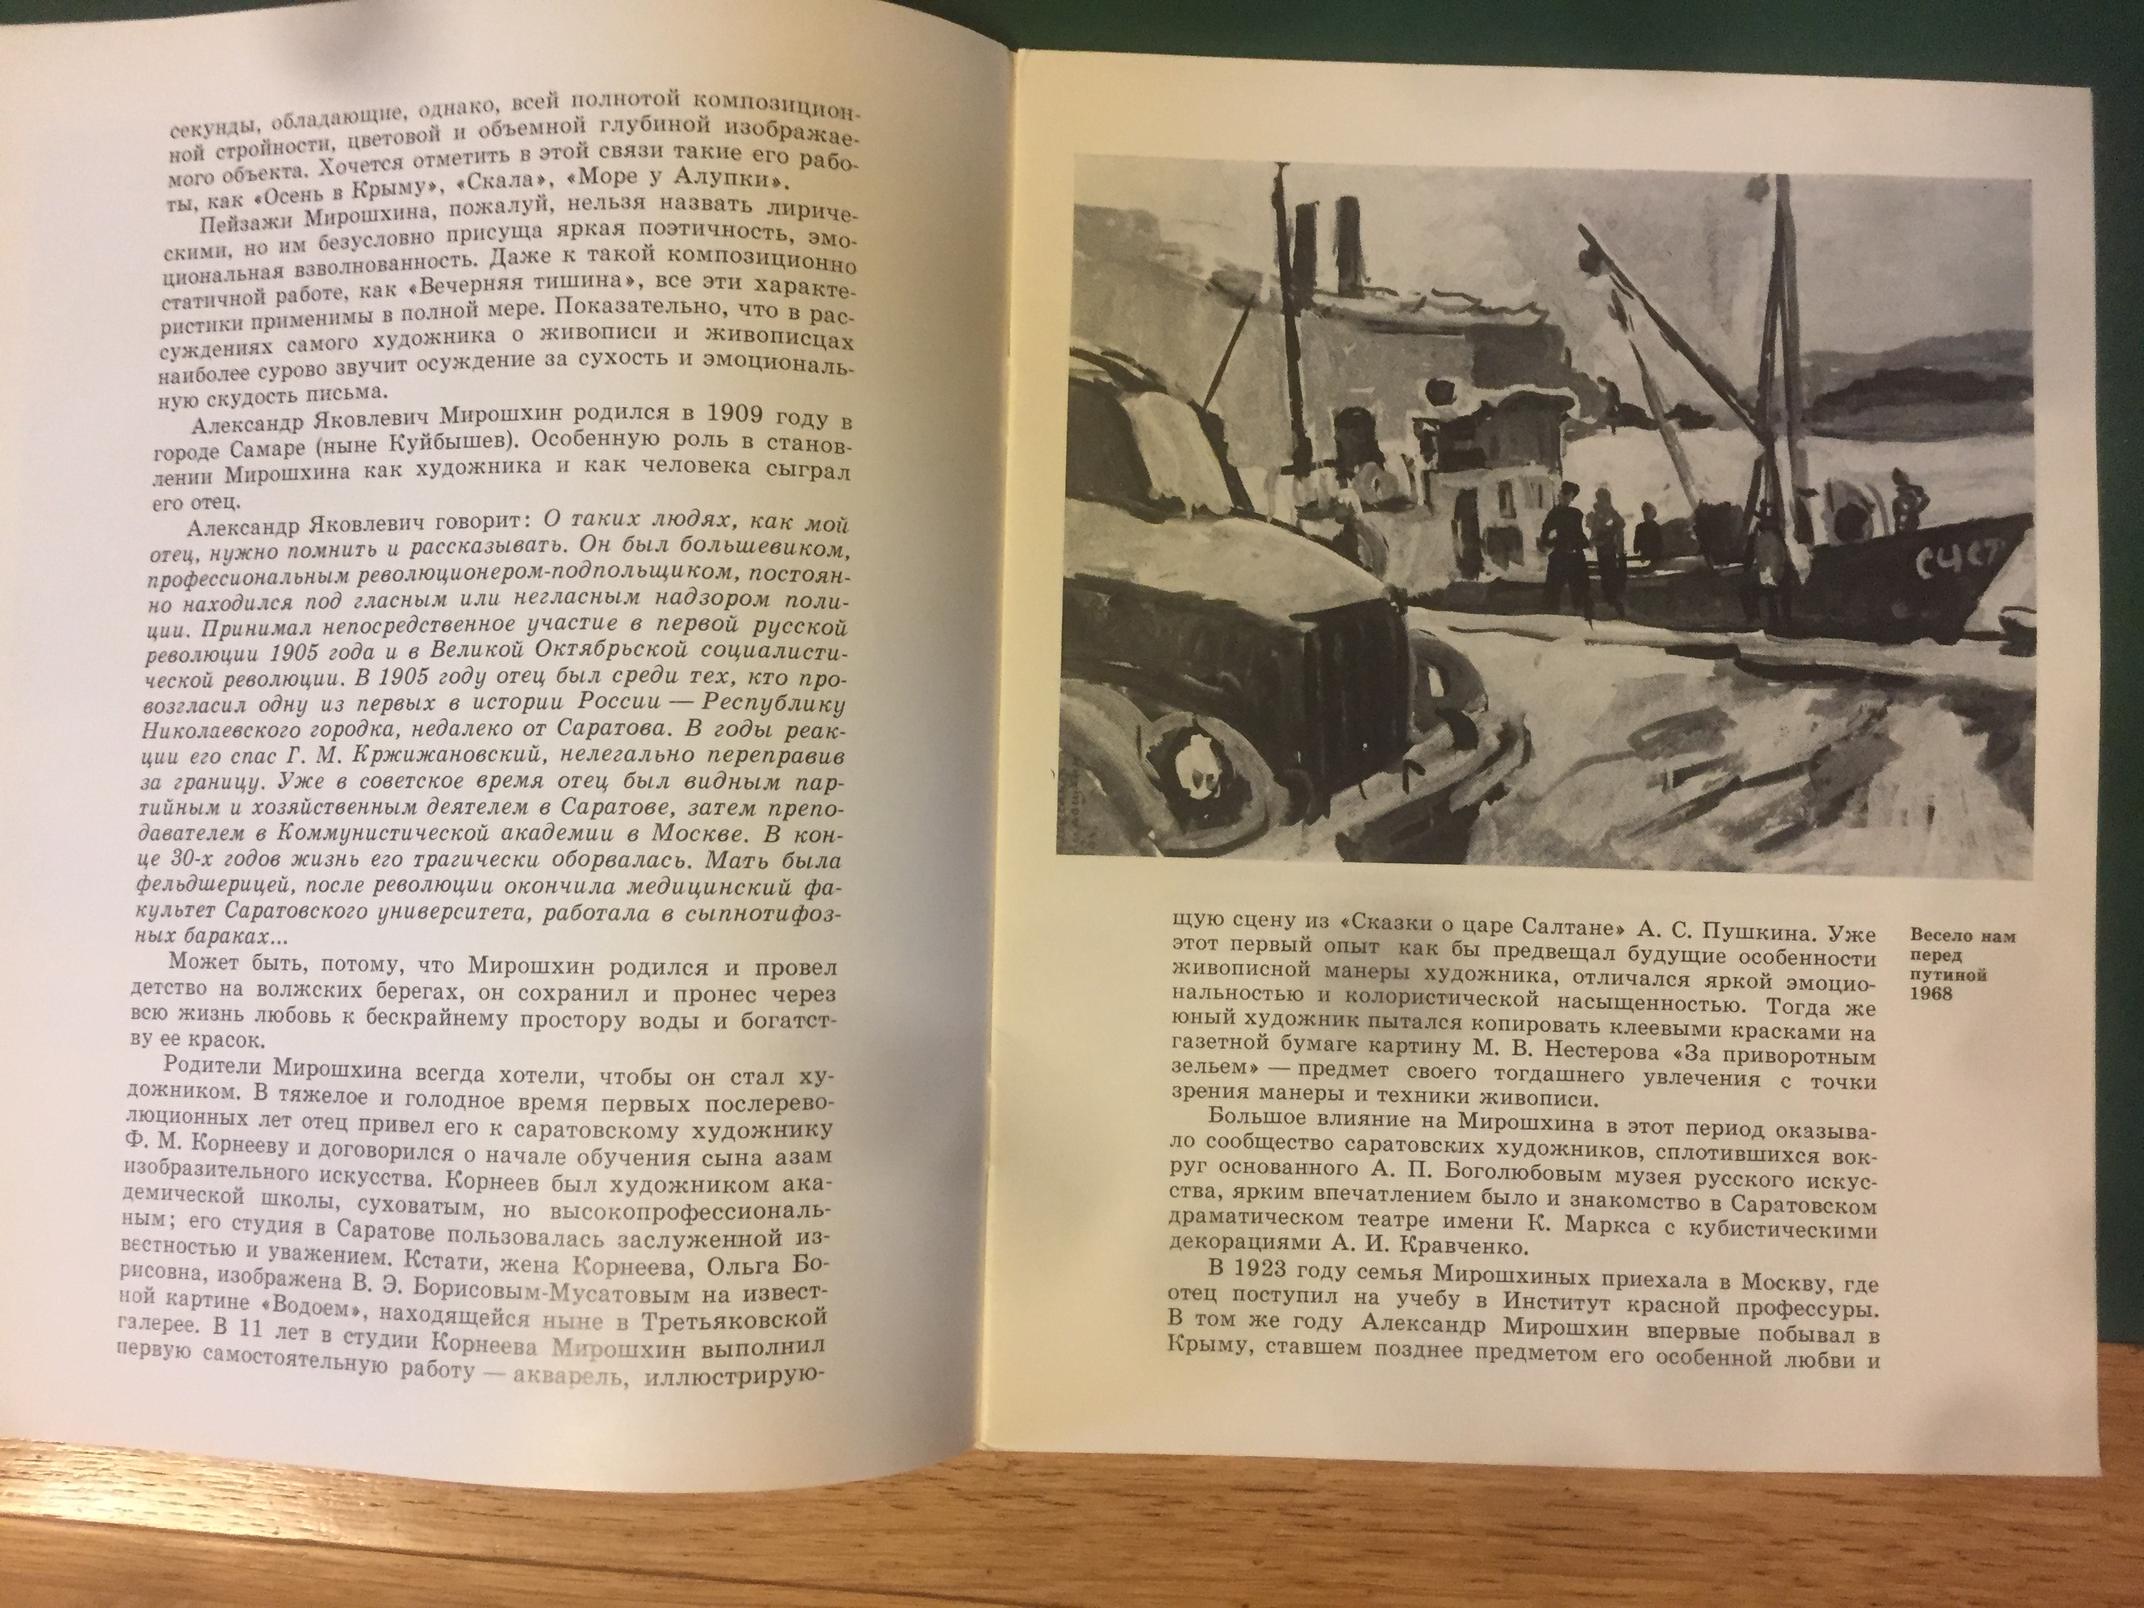 секунды, обладающие, однако, всей полнотой композицион-
ной стройности, цветовой и объемной глубиной изображае-
мого объекта. Хочется отметить в этой связи такие его рабо-
ты, как «Осень в Крыму», «Скала», «Море у Алупки».
Пейзажи Мирошхина, пожалуй, нельзя назвать лириче-
скими, но им безусловно присуща яркая поэтичность, эмо-
циональная взволнованность. Даже к такой композиционно
статичной работе, как «Вечерняя тишина», все эти характе-
ристики применимы в полной мере. Показательно, что в рас-
суждениях самого художника о живописи и живописцах
наиболее сурово звучит осуждение за сухость и эмоциональ-
ную скудость письма.
Александр Яковлевич Мирошхин родился в 1909 году в
городе Самаре (ныне Куйбышев). Особенную роль в станов-
лении Мирошхина как художника и как человека сыграл
его отец.
Александр Яковлевич говорит: О таких людях, как мой
отец, нужно помнить и рассказывать. Он был большевиком,
профессиональным революционером-подпольщиком, постоян-
но находился под гласным или негласным надзором поли-
ции. Принимал непосредственное участие в первой русской
революции 1905 года и в Великой Октябрьской социалисти-
ческой революции. В 1905 году отец был среди тех, кто про-
возгласил одну из первых в истории России — Республику
Николаевского городка, недалеко от Саратова. В годы реак-
ции его спас Г. М. Кржижановский, нелегально переправив
за границу. Уже в советское время отец был видным пар-
тийным и хозяйственным деятелем в Саратове, затем препо-
давателем в Коммунистической академии в Москве. В кон-
це 30-х годов жизнь его трагически оборвалась. Мать была
фельдшерицей, после революции окончила медицинский фа-
культет Саратовского университета, работала в сыпнотифоз-
ных бараках...
Может быть, потому, что Мирошхин родился и провел
детство на волжских берегах, он сохранил и пронес через
всю жизнь любовь к бескрайнему простору воды и богатст-
ву ее красок.
Родители Мирошхина всегда хотели, чтобы он стал ху-
дожником. В тяжелое и голодное время первых послерево-
люционных лет отец привел его к саратовскому художнику
Ф. М. Корнееву и договорился о начале обучения сына азам
изобразительного искусства. Корнеев был художником ака-
демической школы, суховатым, но высокопрофессиональ-
ным; его студия в Саратове пользовалась заслуженной из-
вестностью и уважением. Кстати, жена Корнеева, Ольга Бо-
рисовна, изображена В. Э. Борисовым-Мусатовым на извест-
ной картине «Водоем», находящейся ныне в Третьяковской
галерее. В 11 лет в студии Корнеева Мирошхин выполнил
первую самостоятельную работу — акварель, иллюстрирую-
ССЧСТ
щую сцену из «Сказки о царе Салтане» А. С. Пушкина. Уже
этот первый опыт как бы предвещал будущие особенности
живописной манеры художника, отличался яркой эмоцио-
нальностью и колористической насыщенностью. Тогда же
юный художник пытался копировать клеевыми красками на
газетной бумаге картину М. В. Нестерова «За приворотным
зельем» — предмет своего тогдашнего увлечения с точки
зрения манеры и техники живописи.
Большое влияние на Мирошхина в этот период оказыва-
ло сообщество саратовских художников, сплотившихся вок-
руг основанного А. П. Боголюбовым музея русского искус-
ства, ярким впечатлением было и знакомство в Саратовском
драматическом театре имени К. Маркса с кубистическими
декорациями А. И. Кравченко.
В 1923 году семья Мирошхиных приехала в Москву, где
отец поступил на учебу в Институт красной профессуры.
В том же году Александр Мирошхин впервые побывал в
Крыму, ставшем позднее предметом его особенной любви и
Весело нам
перед
путиной
1968